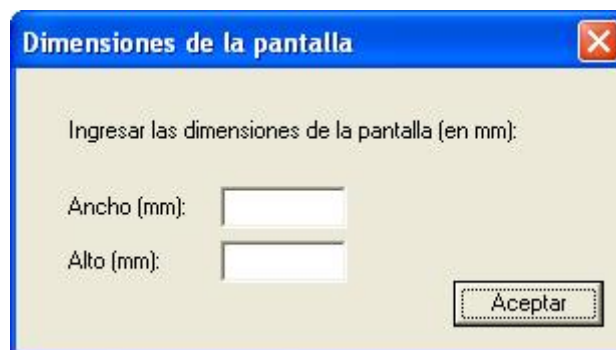 Dimensiones de la pantalla
Ingresar las dimensiones de la pantalla (en mm):
Ancho (mm):
Alto (mm):
Aceptar